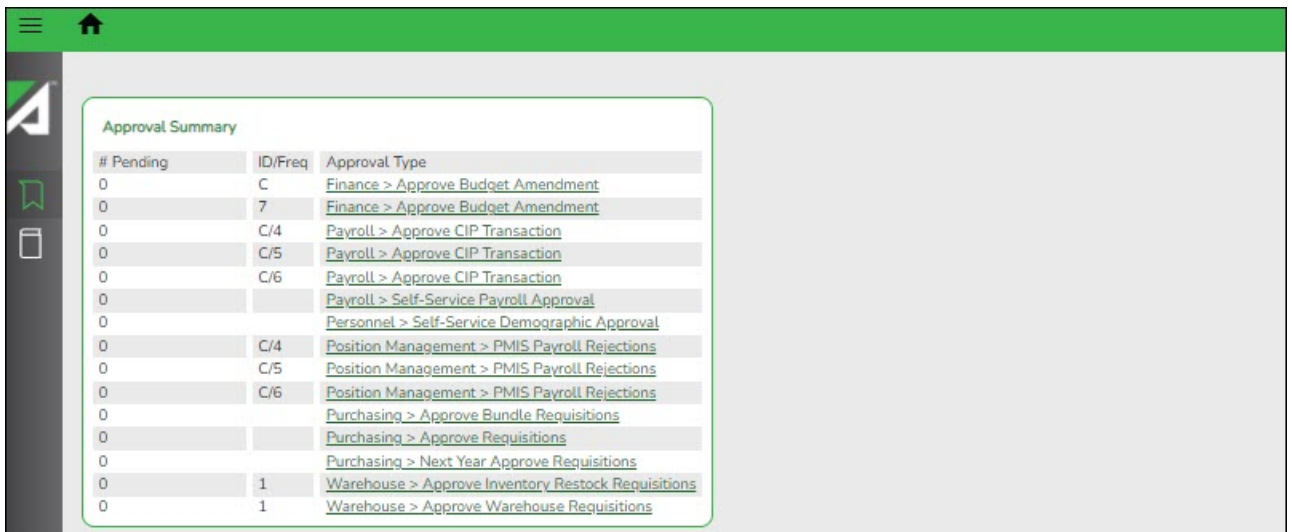 Approval Summary
# Pending ID/Freq Approval Type
0 C Finance > Approve Budget Amendment
0 7 Finance > Approve Budget Amendment
0 C/4 Payroll > Approve CIP Transaction
0 C/5 Payroll > Approve CIP Transaction
0 C/6 Payroll > Approve CIP Transaction
0 Payroll > Self-Service Payroll Approval
0 Personnel > Self-Service Demographic Approval
0 C/4 Position Management > PMIS Payroll Rejections
0 C/5 Position Management > PMIS Payroll Rejections
0 C/6 Position Management > PMIS Payroll Rejections
0 Purchasing > Approve Bundle Requisitions
0 Purchasing > Approve Requisitions
0 Purchasing > Next Year Approve Requisitions
0 1 Warehouse > Approve Inventory Restock Requisitions
0 1 Warehouse > Approve Warehouse Requisitions